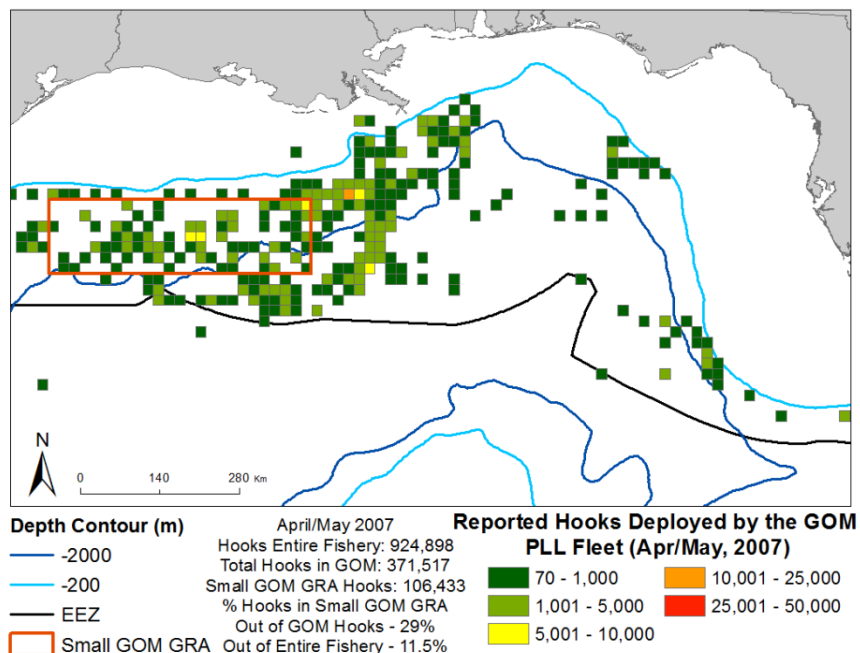 N
0 140 280 Km
Depth Contour (m)
-2000
-200
EEZ
Small GOM GRA
April/May 2007
Hooks Entire Fishery: 924,898
Total Hooks in GOM: 371,517
Small GOM GRA Hooks: 106,433
% Hooks in Small GOM GRA
Out of GOM Hooks - 29%
Out of Entire Fishery - 11.5%
Reported Hooks Deployed by the GOM
PLL Fleet (Apr/May, 2007)
70 - 1,000
1,001 - 5,000
5,001 - 10,000
10,001 - 25,000
25,001 - 50,000